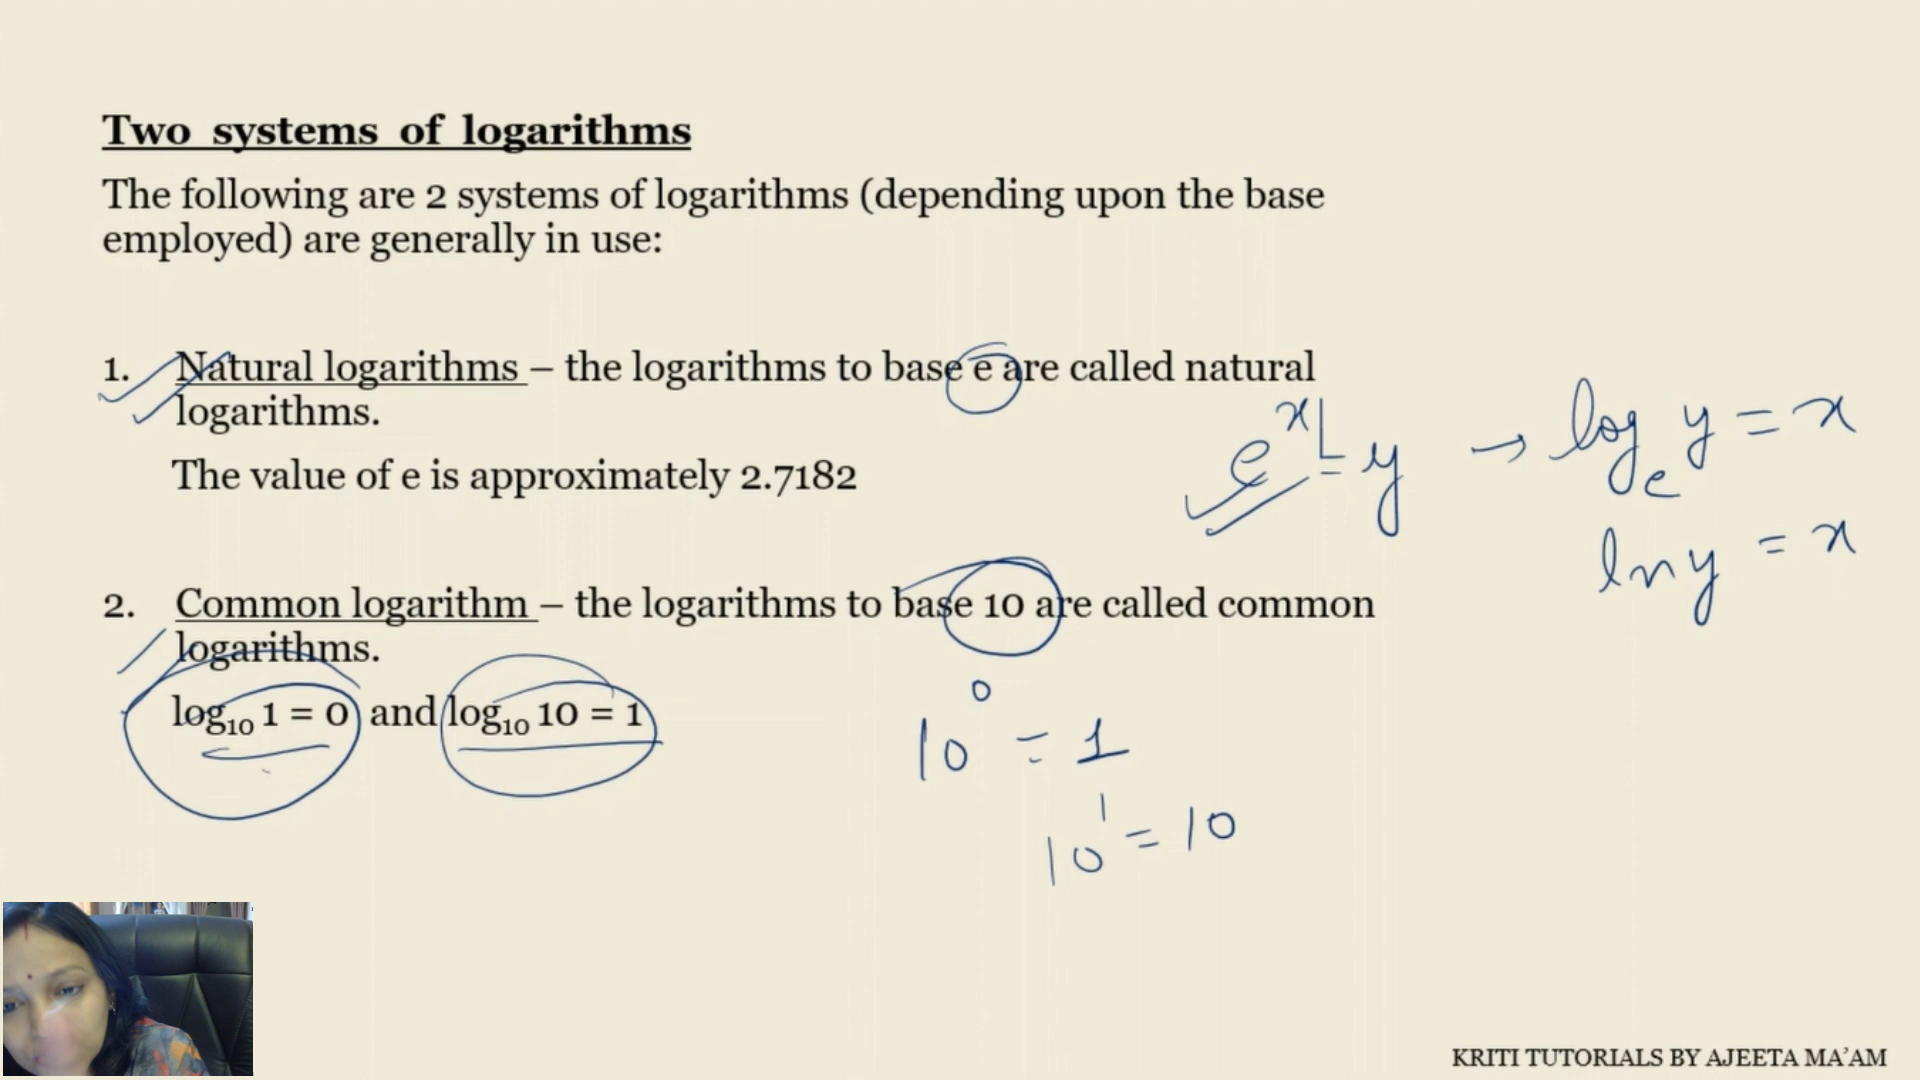 Two systems of logarithms
The following are 2 systems of logarithms (depending upon the base
employed) are generally in use:
1. Natural logarithms – the logarithms to base e are called natural
logarithms.
The value of e is approximately 2.7182
eˣ = y → logₑ y = x
ln y = x
2. Common logarithm – the logarithms to base 10 are called common
logarithms.
log₁₀ 1 = 0 and log₁₀ 10 = 1
10⁰ = 1
10¹ = 10
KRITI TUTORIALS BY AJEETA MA’AM